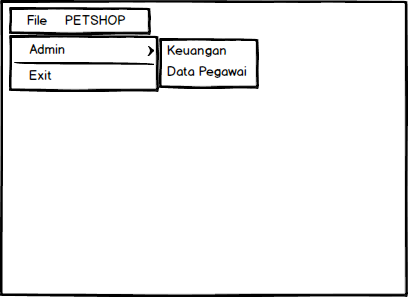 File PETSHOP
Admin
Keuangan
Exit
Data Pegawai